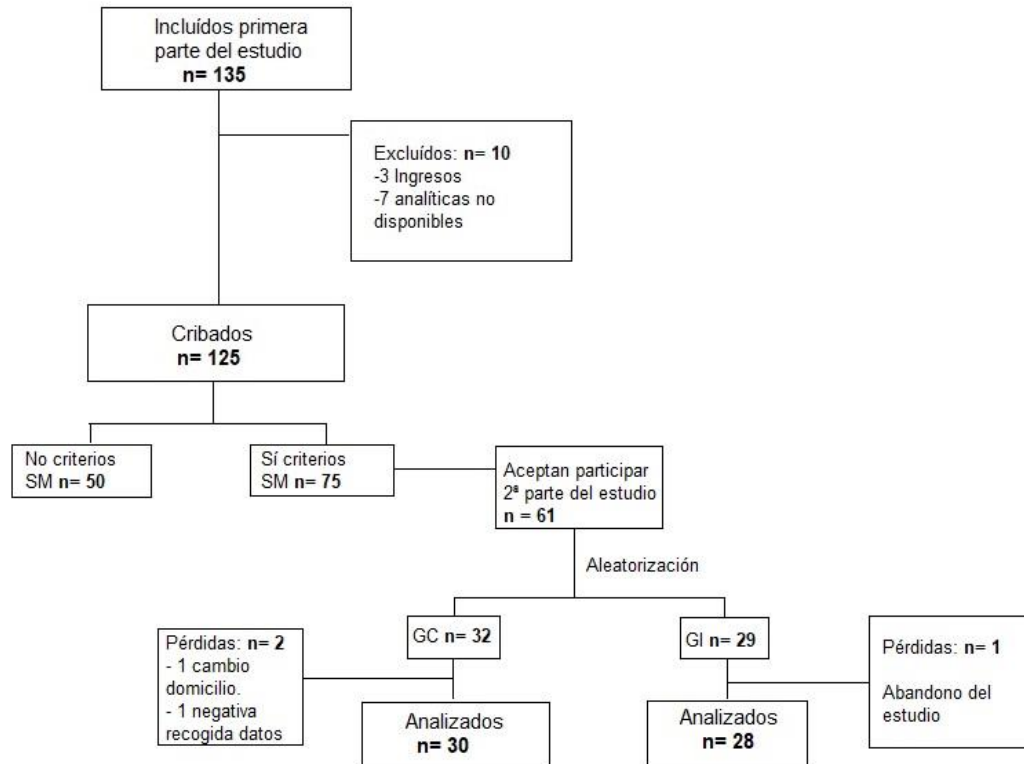 Incluídos primera
parte del estudio
n= 135
Excluídos: n= 10
-3 Ingresos
-7 analíticas no
disponibles
Cribados
n= 125
No criterios
SM n= 50
Sí criterios
SM n= 75
Aceptan participar
2ª parte del estudio
n = 61
Aleatorización
GC n= 32
GI n= 29
Pérdidas: n= 2
- 1 cambio
domicilio.
- 1 negativa
recogida datos
Pérdidas: n= 1
Abandono del
estudio
Analizados
n= 30
Analizados
n= 28